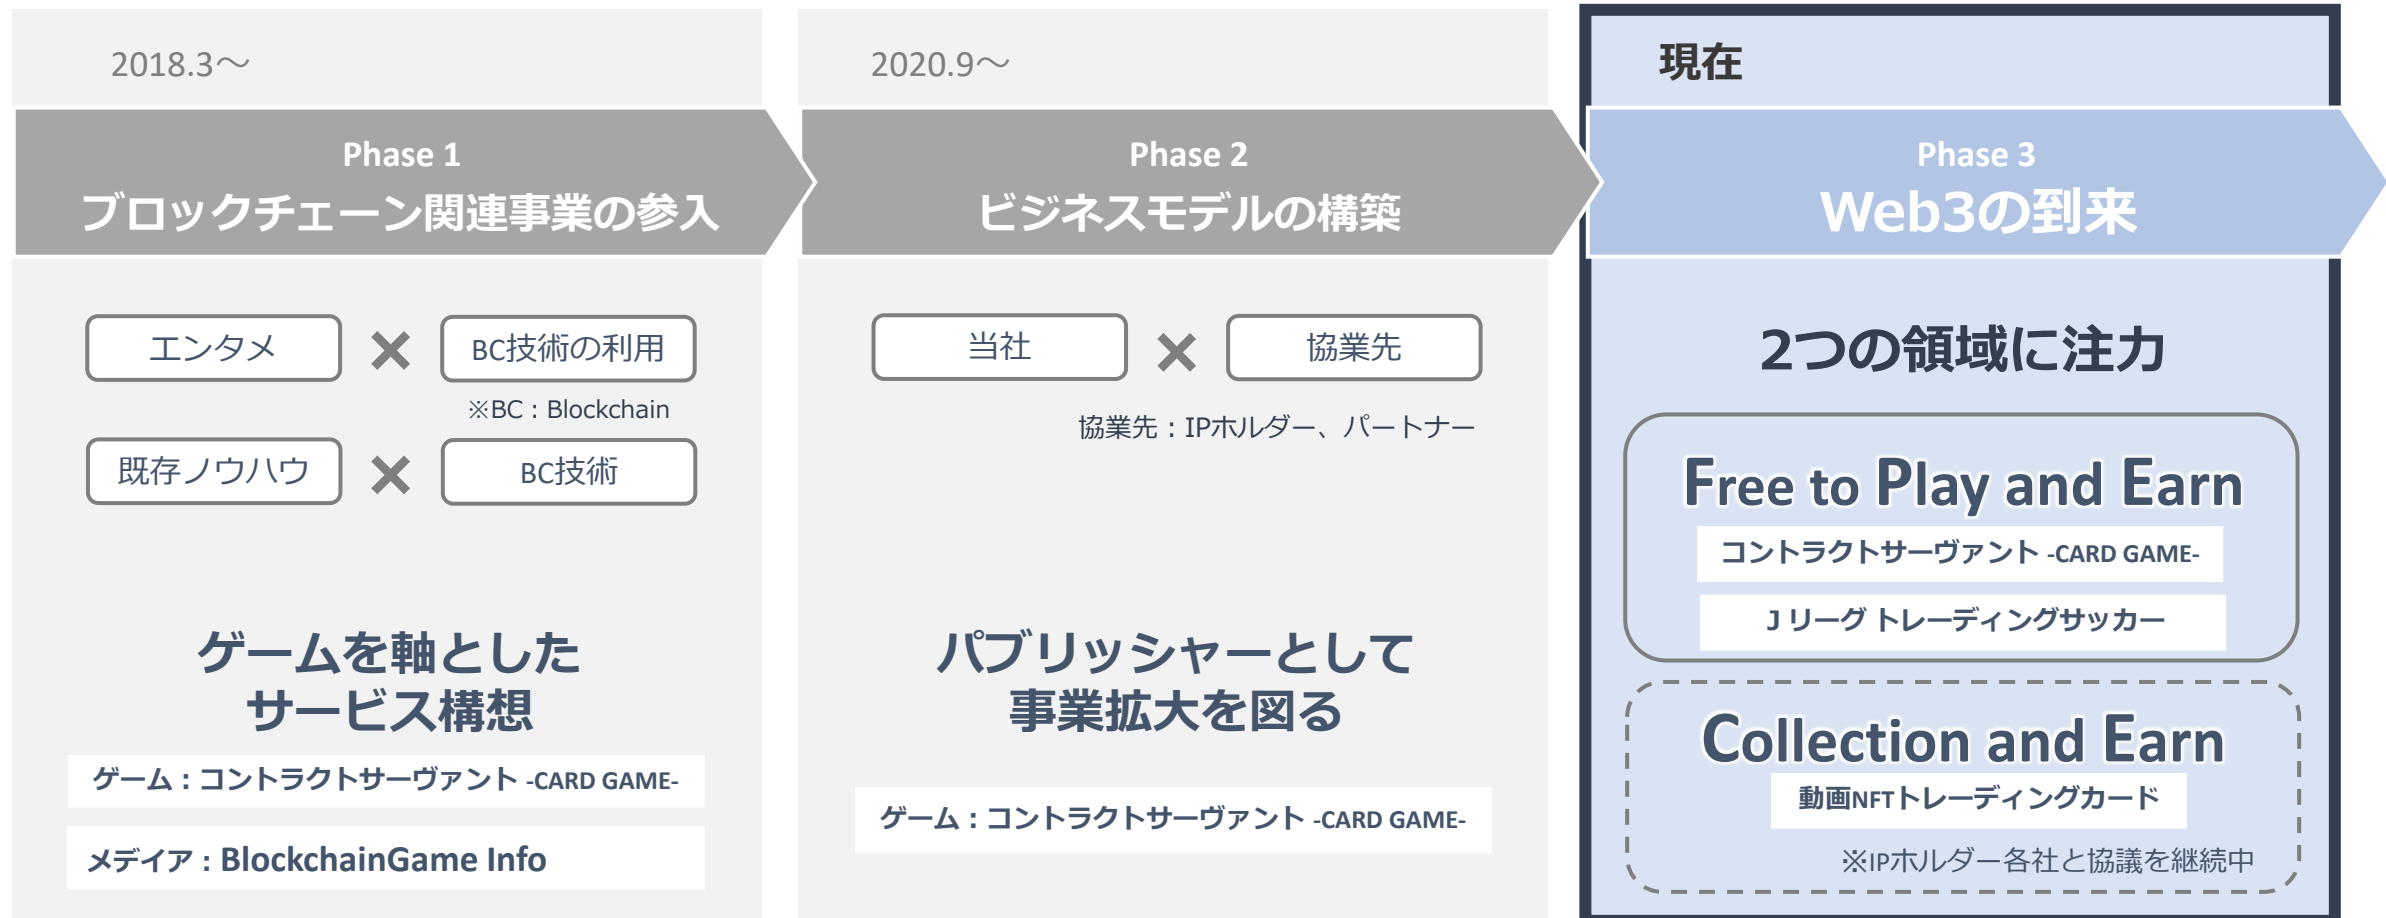 2018.3～
Phase 1
ブロックチェーン関連事業の参入
エンタメ × BC技術の利用
※BC：Blockchain
既存ノウハウ × BC技術
ゲームを軸とした
サービス構想
ゲーム：コントラクトサーヴァント -CARD GAME-
メデイア：BlockchainGame Info
2020.9～
Phase 2
ビジネスモデルの構築
当社 × 協業先
協業先：IPホルダー、パートナー
パブリッシャーとして
事業拡大を図る
ゲーム：コントラクトサーヴァント -CARD GAME-
現在
Phase 3
Web3の到来
2つの領域に注力
Free to Play and Earn
コントラクトサーヴァント -CARD GAME-
Jリーグ トレーディングサッカー
Collection and Earn
動画NFTトレーディングカード
※IPホルダー各社と協議を継続中